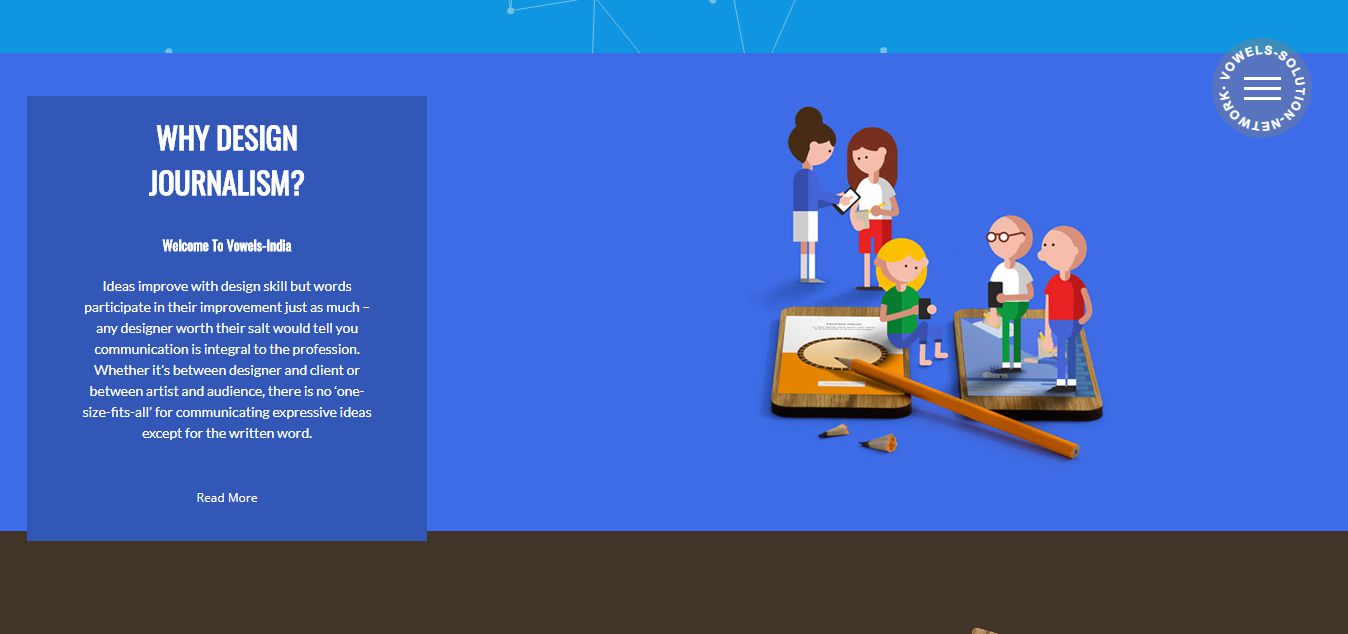 VOWELS-SOLUTION-NETWORK
WHY DESIGN
JOURNALISM?
Welcome To Vowels-India
Ideas improve with design skill but words
participate in their improvement just as much –
any designer worth their salt would tell you
communication is integral to the profession.
Whether it’s between designer and client or
between artist and audience, there is no ‘one-
size-fits-all’ for communicating expressive ideas
except for the written word.
Read More